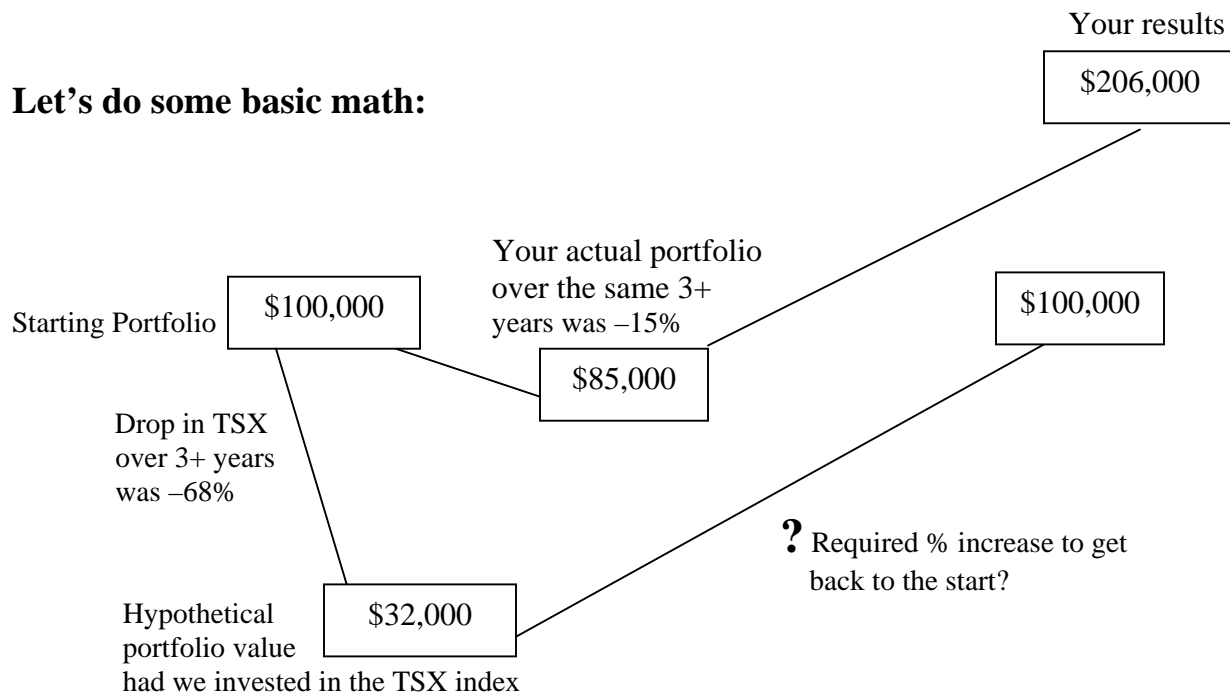 Your results
$206,000
Let's do some basic math:
Your actual portfolio
over the same 3+
years was –15%
Starting Portfolio
$100,000
$100,000
$85,000
Drop in TSX
over 3+ years
was –68%
? Required % increase to get
back to the start?
Hypothetical
portfolio value
had we invested in the TSX index
$32,000